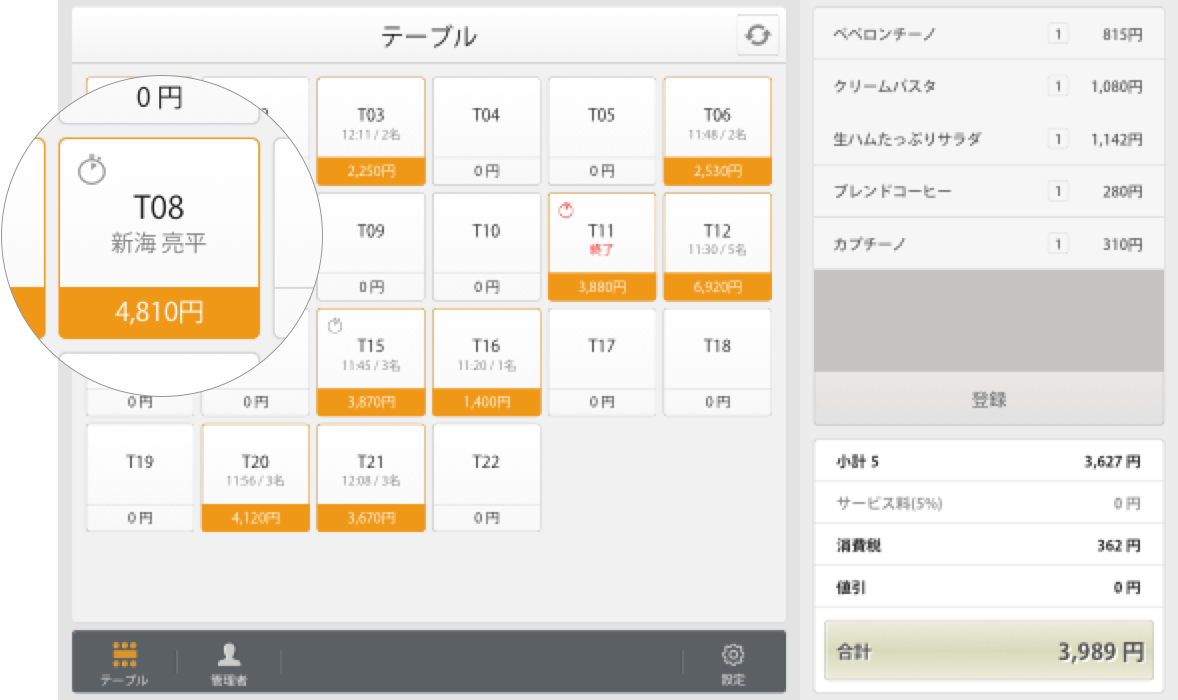 テーブル
0 円
T03
12:11 / 2名
2,250円
T04
0 円
T05
0 円
T06
11:48 / 2名
2,530円
T08
新海 亮平
4,810円
T09
0 円
T10
0 円
T11
終了
3,880円
T12
11:30 / 5名
6,920円
0 円
0 円
T15
11:45 / 3名
3,870円
T16
11:20 / 1名
1,400円
T17
0 円
T18
0 円
T19
0 円
T20
11:56 / 3名
4,120円
T21
12:08 / 3名
3,670円
T22
0 円
テーブル
管理者
設定
ペペロンチーノ 1 815円
クリームパスタ 1 1,080円
生ハムたっぷりサラダ 1 1,142円
ブレンドコーヒー 1 280円
カプチーノ 1 310円
登録
小計 5 3,627 円
サービス料(5%) 0 円
消費税 362 円
値引 0 円
合計 3,989 円